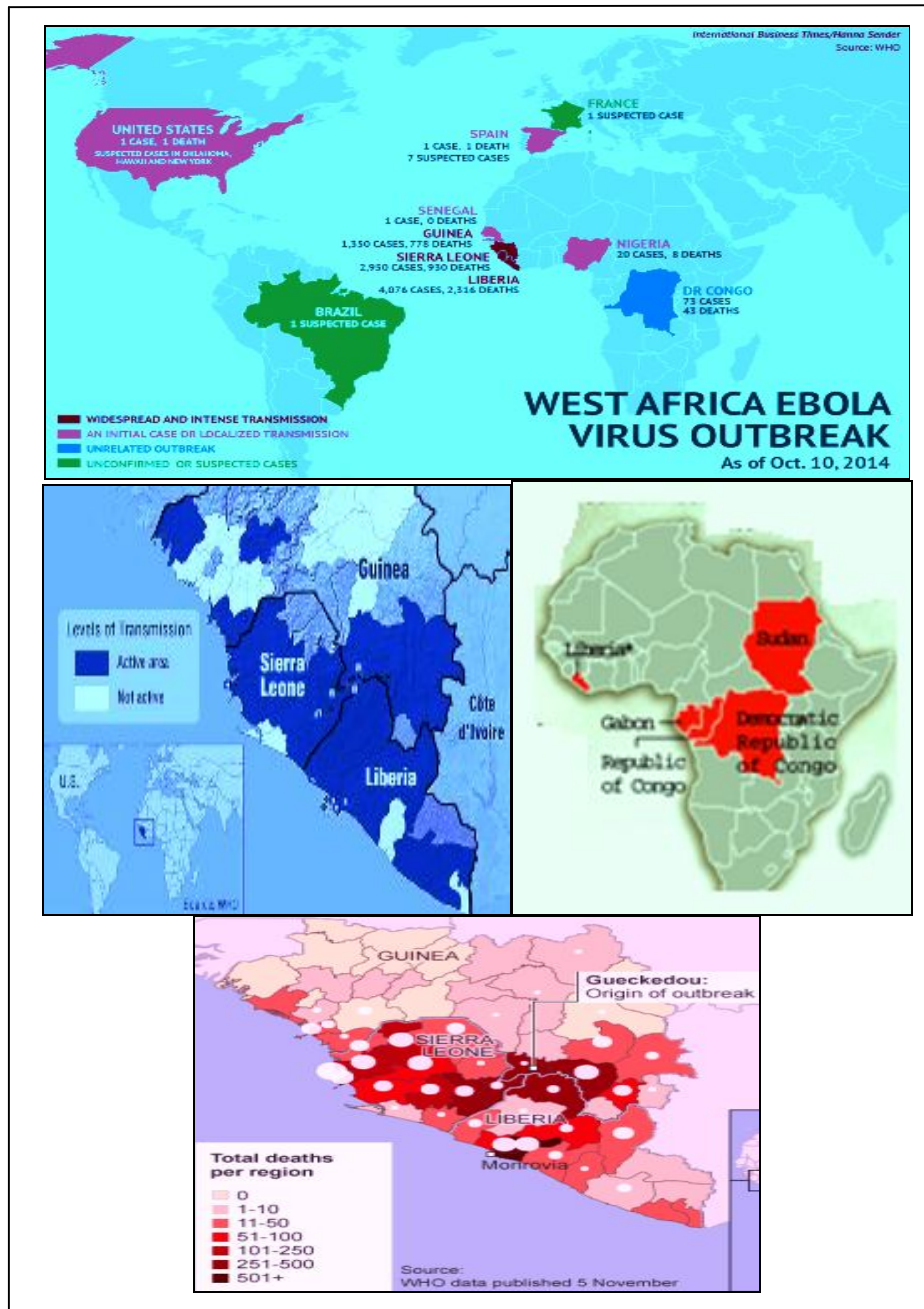 International Business Times/Hanna Sender
Source: WHO
FRANCE
1 SUSPECTED CASE
UNITED STATES
1 CASE, 1 DEATH
SUSPECTED CASES IN OKLAHOMA,
HAWAII AND NEW YORK
SPAIN
1 CASE, 1 DEATH
7 SUSPECTED CASES
SENEGAL
1 CASE, 0 DEATHS
GUINEA
1,350 CASES, 778 DEATHS
SIERRA LEONE
2,950 CASES, 930 DEATHS
LIBERIA
4,076 CASES, 2,316 DEATHS
NIGERIA
20 CASES, 8 DEATHS
DR CONGO
73 CASES
43 DEATHS
BRAZIL
1 SUSPECTED CASE
WEST AFRICA EBOLA
VIRUS OUTBREAK
As of Oct. 10, 2014
WIDESPREAD AND INTENSE TRANSMISSION
AN INITIAL CASE OR LOCALIZED TRANSMISSION
UNRELATED OUTBREAK
UNCONFIRMED OR SUSPECTED CASES
Guinea
Levels of Transmission
Active area
Not active
Sierra
Leone
Côte
d'Ivoire
Liberia
U.S.
Source: WHO
Sudan
Liberia*
Gabon
Democratic
Republic
of Congo
Republic
of Congo
GUINEA
Gueckedou:
Origin of outbreak
SIERRA
LEONE
LIBERIA
Monrovia
Total deaths
per region
0
1-10
11-50
51-100
101-250
251-500
501+
Source:
WHO data published 5 November